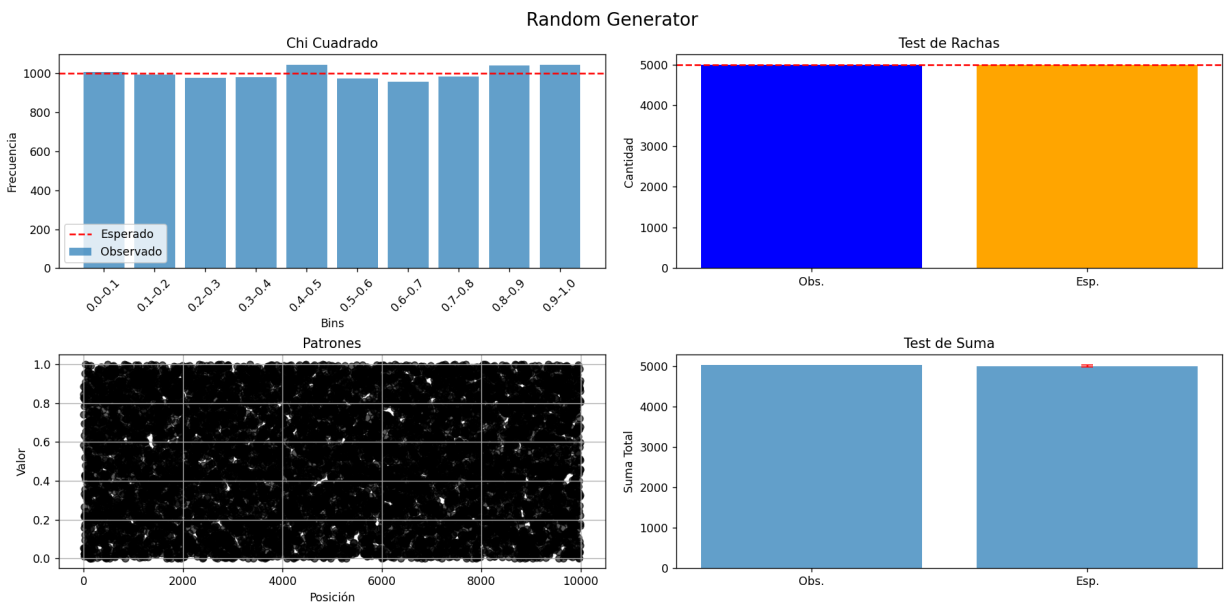 Random Generator
Chi Cuadrado
Frecuencia
1000
800
600
400
200
0
Esperado
Observado
0.0-0.1
0.1-0.2
0.2-0.3
0.3-0.4
0.4-0.5
0.5-0.6
0.6-0.7
0.7-0.8
0.8-0.9
0.9-1.0
Bins
Test de Rachas
Cantidad
5000
4000
3000
2000
1000
0
Obs.
Esp.
Patrones
Valor
1.0
0.8
0.6
0.4
0.2
0.0
0
2000
4000
6000
8000
10000
Posición
Test de Suma
Suma Total
5000
4000
3000
2000
1000
0
Obs.
Esp.